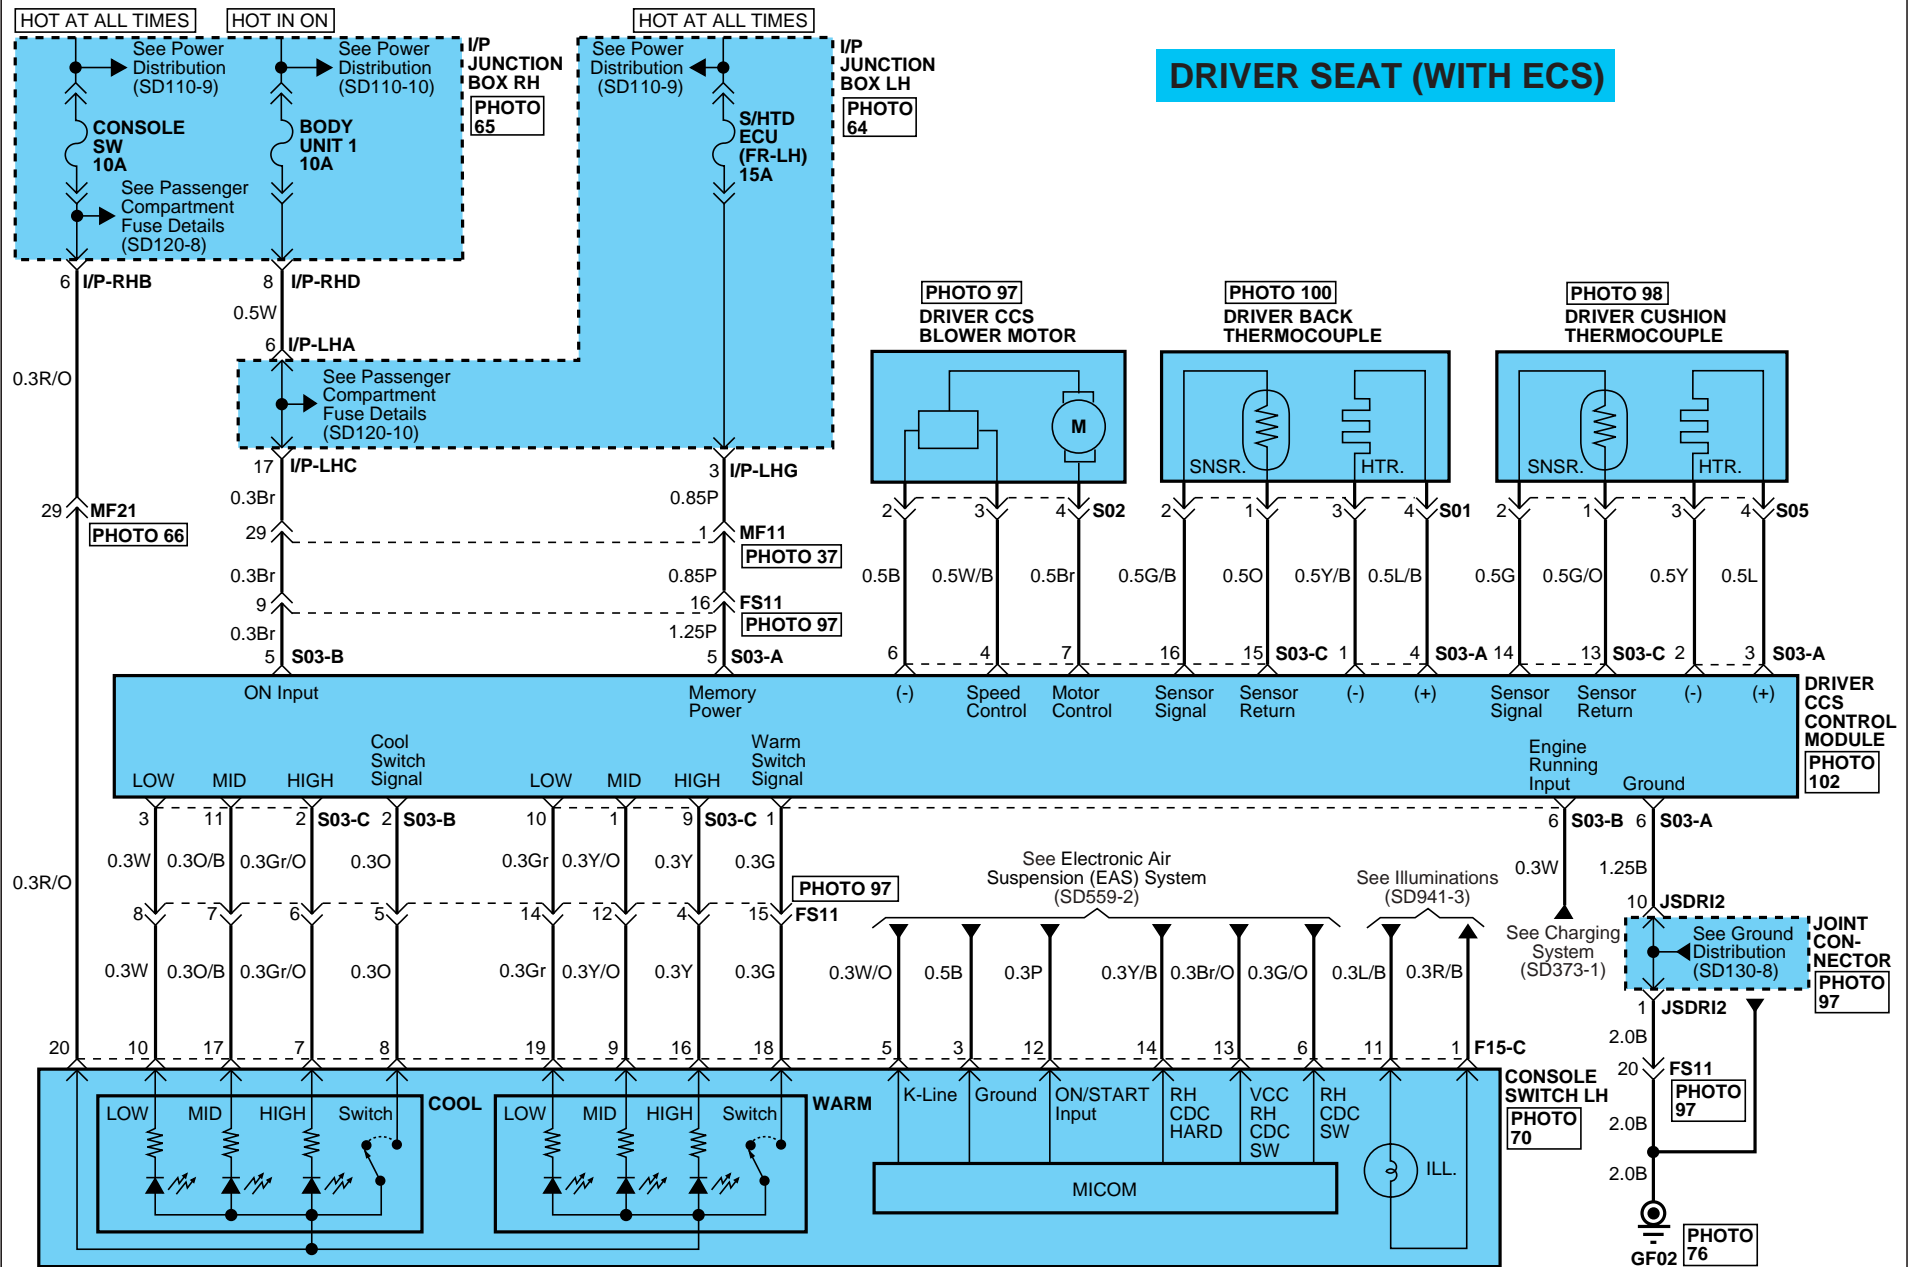 HOT AT ALL TIMES
HOT IN ON
HOT AT ALL TIMES
See Power
Distribution
(SD110-9)
See Power
Distribution
(SD110-10)
I/P
JUNCTION
BOX RH
PHOTO
65
See Power
Distribution
(SD110-9)
I/P
JUNCTION
BOX LH
PHOTO
64
DRIVER SEAT (WITH ECS)
CONSOLE
SW
10A
BODY
UNIT 1
10A
S/HTD
ECU
(FR-LH)
15A
See Passenger
Compartment
Fuse Details
(SD120-8)
6 I/P-RHB
8 I/P-RHD
0.5W
6 I/P-LHA
0.3R/O
See Passenger
Compartment
Fuse Details
(SD120-10)
17 I/P-LHC
3 I/P-LHG
0.3Br
0.85P
29 MF21
PHOTO 66
29
1 MF11
PHOTO 37
0.3Br
0.85P
9
16 FS11
PHOTO 97
0.3Br
1.25P
5 S03-B
5 S03-A
PHOTO 97
DRIVER CCS
BLOWER MOTOR
M
PHOTO 100
DRIVER BACK
THERMOCOUPLE
SNSR.
HTR.
PHOTO 98
DRIVER CUSHION
THERMOCOUPLE
SNSR.
HTR.
2 3 4 S02 2 1 3 4 S01 2 1 3 4 S05
0.5B 0.5W/B 0.5Br 0.5G/B 0.5O 0.5Y/B 0.5L/B 0.5G 0.5G/O 0.5Y 0.5L
6 4 7 16 15 S03-C 1 4 S03-A 14 13 S03-C 2 3 S03-A
ON Input
Memory
Power
(-)
Speed
Control
Motor
Control
Sensor
Signal
Sensor
Return
(-)
(+)
Sensor
Signal
Sensor
Return
(-)
(+)
DRIVER
CCS
CONTROL
MODULE
PHOTO
102
LOW
MID
HIGH
Cool
Switch
Signal
LOW
MID
HIGH
Warm
Switch
Signal
Engine
Running
Input
Ground
3 11 2 S03-C 2 S03-B 10 1 9 S03-C 1 6 S03-B 6 S03-A
0.3R/O
0.3W 0.3O/B 0.3Gr/O 0.3O 0.3Gr 0.3Y/O 0.3Y 0.3G
0.3W
1.25B
PHOTO 97
8 7 6 5 14 12 4 15 FS11
0.3W 0.3O/B 0.3Gr/O 0.3O 0.3Gr 0.3Y/O 0.3Y 0.3G
See Electronic Air
Suspension (EAS) System
(SD559-2)
See Illuminations
(SD941-3)
0.3W/O 0.5B 0.3P 0.3Y/B 0.3Br/O 0.3G/O 0.3L/B 0.3R/B
See Charging
System
(SD373-1)
10 JSDRI2
See Ground
Distribution
(SD130-8)
JOINT
CON-
NECTOR
PHOTO
97
1 JSDRI2
2.0B
20 FS11
PHOTO
97
2.0B
2.0B
GF02
PHOTO
76
20 10 17 7 8 19 9 16 18 5 3 12 14 13 6 11 1 F15-C
CONSOLE
SWITCH LH
PHOTO
70
LOW
MID
HIGH
Switch
COOL
LOW
MID
HIGH
Switch
WARM
K-Line
Ground
ON/START
Input
RH
CDC
HARD
VCC
RH
CDC
SW
RH
CDC
SW
MICOM
ILL.